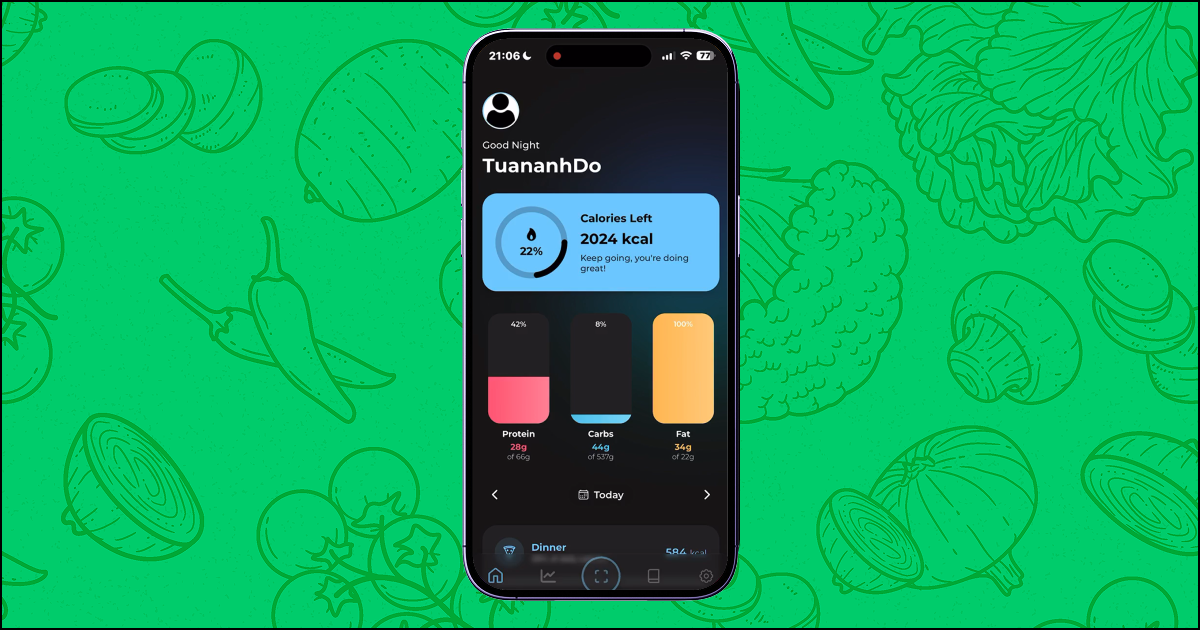 21:06
77
Good Night
TuananhDo
22%
Calories Left
2024 kcal
Keep going, you're doing
great!
42%
8%
100%
Protein
Carbs
Fat
28g
44g
34g
of 66g
of 537g
of 22g
Today
Dinner
584 kcal